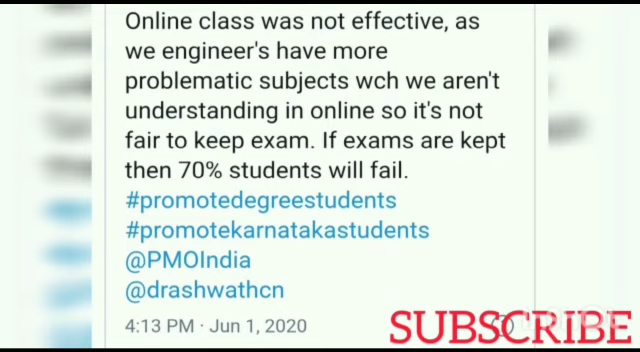 Online class was not effective, as
we engineer's have more
problematic subjects wch we aren't
understanding in online so it's not
fair to keep exam. If exams are kept
then 70% students will fail.
#promotedegreestudents
#promotekarnatakastudents
@PMOIndia
@drashwathcn
4:13 PM · Jun 1, 2020
SUBSCRIBE